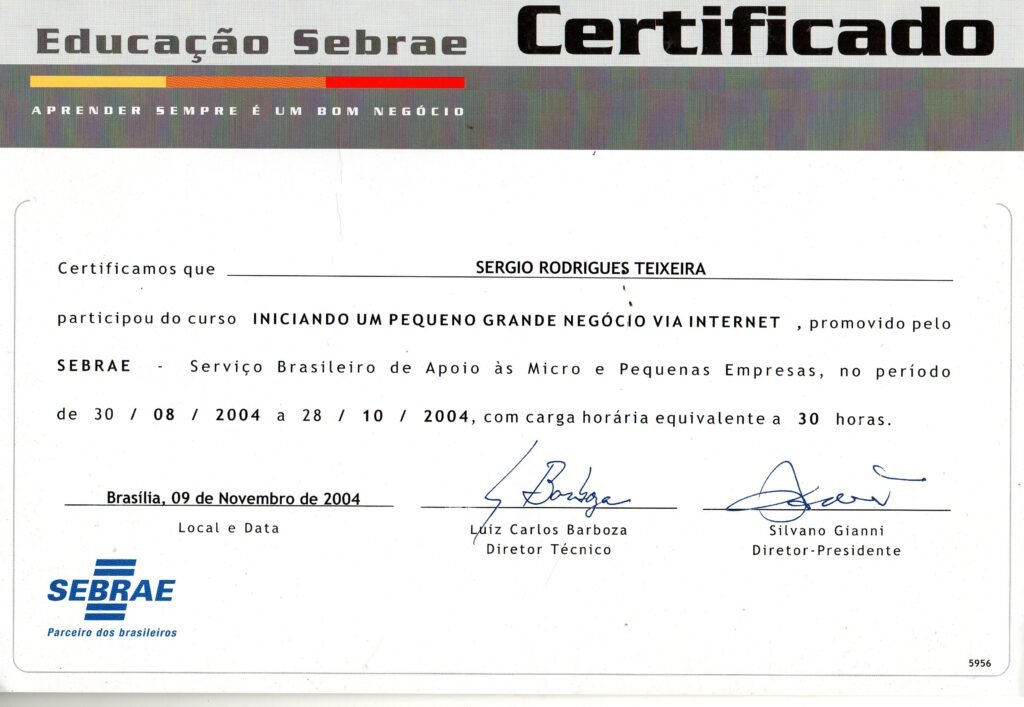 Educação Sebrae
Certificado
APRENDER SEMPRE É UM BOM NEGÓCIO
Certificamos que SERGIO RODRIGUES TEIXEIRA
participou do curso INICIANDO UM PEQUENO GRANDE NEGÓCIO VIA INTERNET , promovido pelo
SEBRAE - Serviço Brasileiro de Apoio às Micro e Pequenas Empresas, no período
de 30 / 08 / 2004 a 28 / 10 / 2004, com carga horária equivalente a 30 horas.
Brasília, 09 de Novembro de 2004
Local e Data
Barboza
Luiz Carlos Barboza
Diretor Técnico
Silvano Gianni
Diretor-Presidente
SEBRAE
Parceiro dos brasileiros
5956